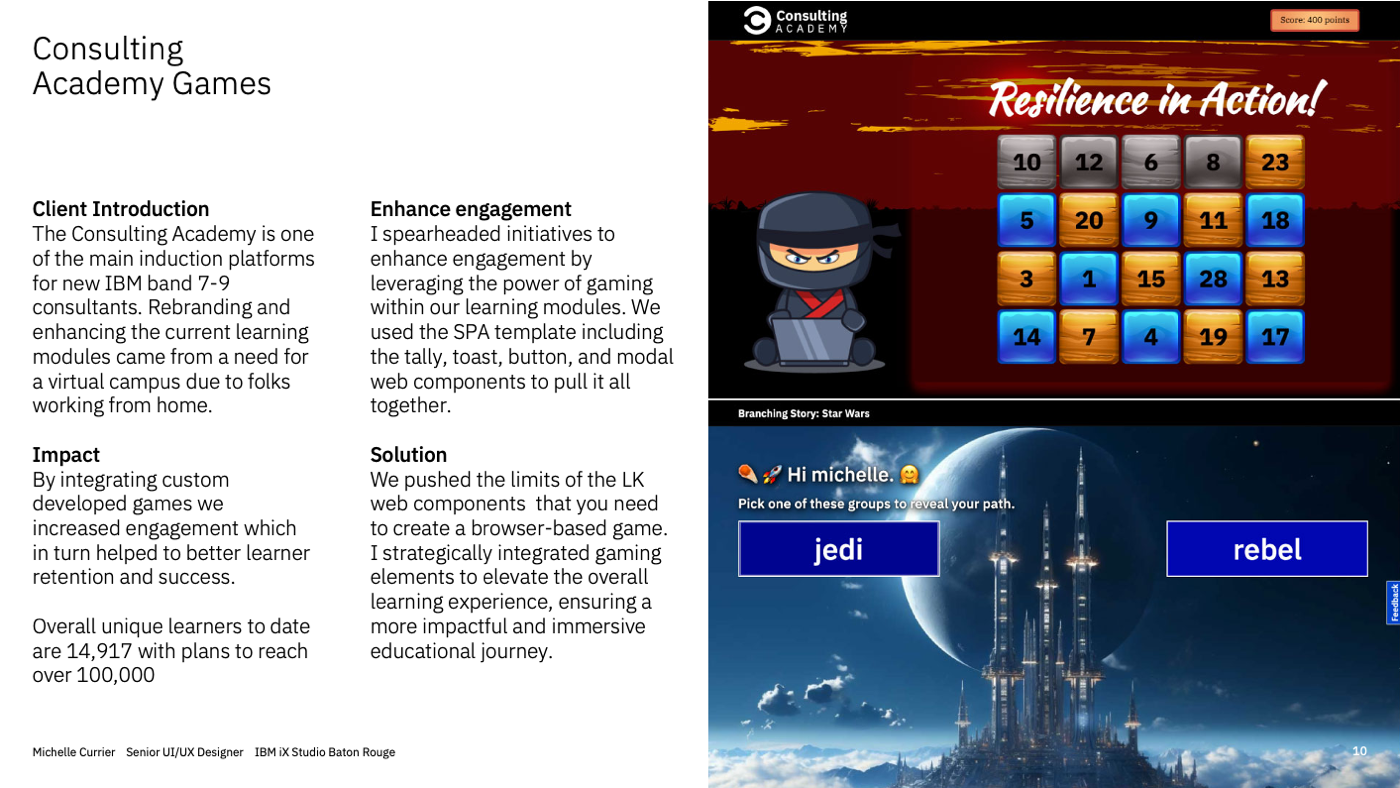 Consulting
Academy Games
Client Introduction
The Consulting Academy is one
of the main induction platforms
for new IBM band 7-9
consultants. Rebranding and
enhancing the current learning
modules came from a need for
a virtual campus due to folks
working from home.
Impact
By integrating custom
developed games we
increased engagement which
in turn helped to better learner
retention and success.
Overall unique learners to date
are 14,917 with plans to reach
over 100,000
Enhance engagement
I spearheaded initiatives to
enhance engagement by
leveraging the power of gaming
within our learning modules. We
used the SPA template including
the tally, toast, button, and modal
web components to pull it all
together.
Solution
We pushed the limits of the LK
web components  that you need
to create a browser-based game.
I strategically integrated gaming
elements to elevate the overall
learning experience, ensuring a
more impactful and immersive
educational journey.
Michelle Currier Senior UI/UX Designer IBM iX Studio Baton Rouge
Consulting
ACADEMY
Score: 400 points
Resilience in Action!
10 12 6 8 23
5 20 9 11 18
3 1 15 28 13
14 7 4 19 17
Branching Story: Star Wars
Hi michelle.
Pick one of these groups to reveal your path.
jedi rebel
Feedback
10